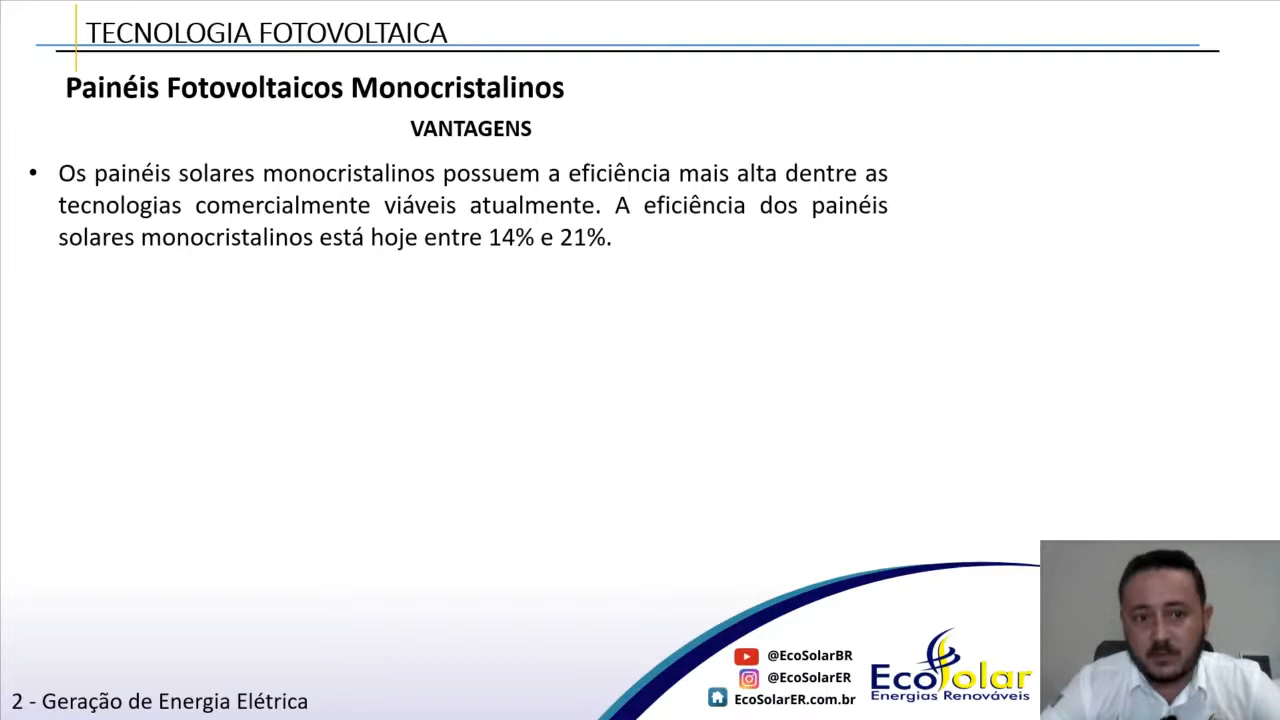 TECNOLOGIA FOTOVOLTAICA
Painéis Fotovoltaicos Monocristalinos
VANTAGENS
• Os painéis solares monocristalinos possuem a eficiência mais alta dentre as
tecnologias comercialmente viáveis atualmente. A eficiência dos painéis
solares monocristalinos está hoje entre 14% e 21%.
@EcoSolarBR
@EcoSolarER
EcoSolarER.com.br
EcoSolar
Energias Renováveis
2 - Geração de Energia Elétrica